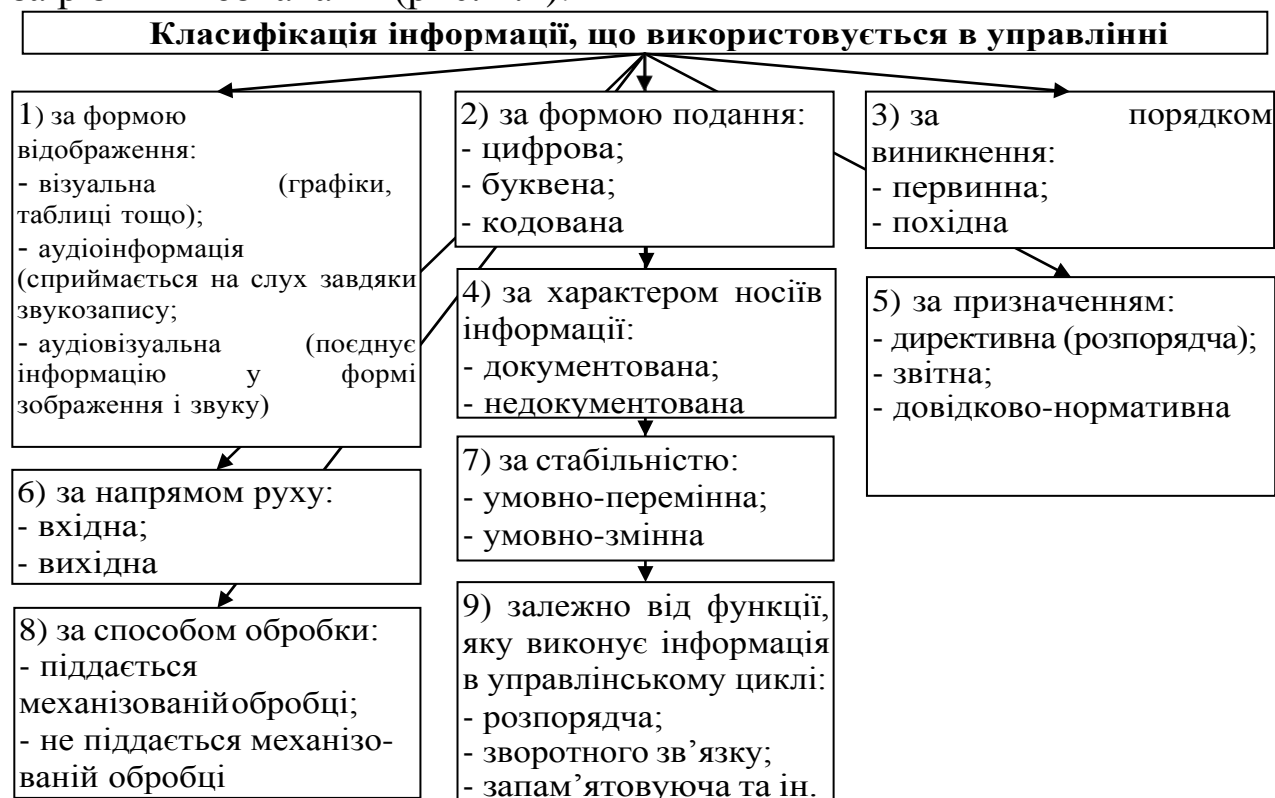 Класифікація інформації, що використовується в управлінні
1) за формою
відображення:
- візуальна (графіки,
таблиці тощо);
- аудіоінформація
(сприймається на слух завдяки
звукозапису;
- аудіовізуальна (поєднує
інформацію у формі
зображення і звуку)
2) за формою подання:
- цифрова;
- буквена;
- кодована
3) за порядком
виникнення:
- первинна;
- похідна
4) за характером носіїв
інформації:
- документована;
- недокументована
5) за призначенням:
- директивна (розпорядча);
- звітна;
- довідково-нормативна
6) за напрямом руху:
- вхідна;
- вихідна
7) за стабільністю:
- умовно-перемінна;
- умовно-змінна
8) за способом обробки:
- піддається
механізованій обробці;
- не піддається механізо-
ваній обробці
9) залежно від функції,
яку виконує інформація
в управлінському циклі:
- розпорядча;
- зворотного зв’язку;
- запам’ятовуюча та ін.